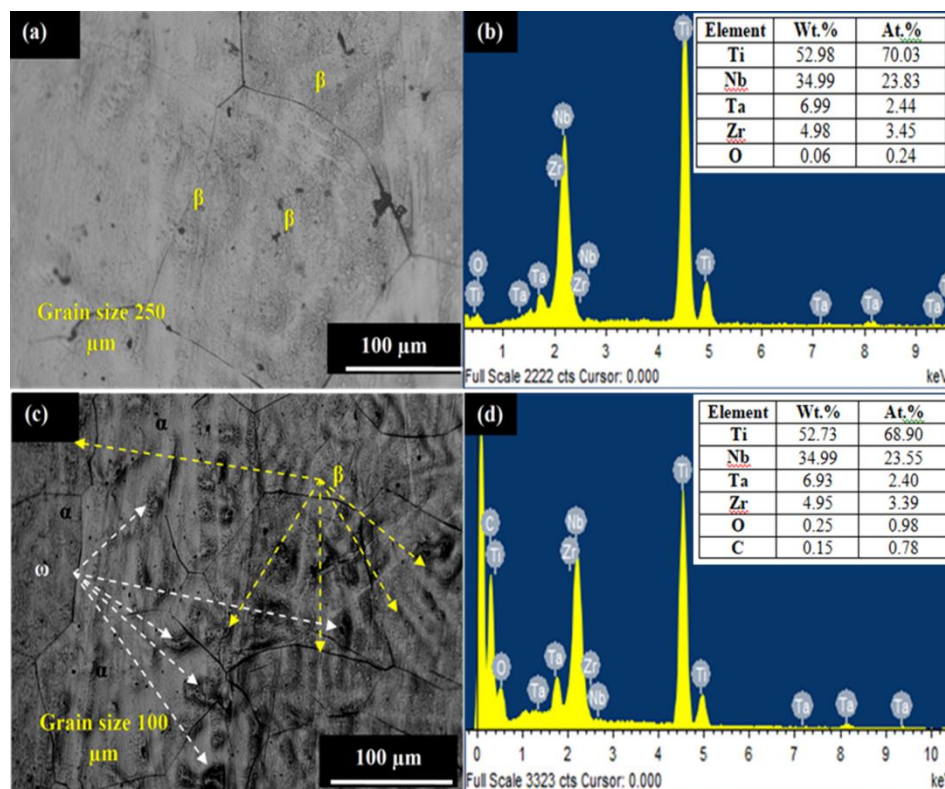 (a)
β
β
β
Grain size 250
µm
100 µm
(b)
Element Wt.% At.%
Ti 52.98 70.03
Nb 34.99 23.83
Ta 6.99 2.44
Zr 4.98 3.45
O 0.06 0.24
Ti
Nb
Zr
O
Ti
Ta
Ta
Nb
Zr
Ti
Ta
Ta
Ta
1 2 3 4 5 6 7 8 9
Full Scale 2222 cts Cursor: 0.000 keV
(c)
α
β
α
ω
α
Grain size 100
µm
100 µm
(d)
Element Wt.% At.%
Ti 52.73 68.90
Nb 34.99 23.55
Ta 6.93 2.40
Zr 4.95 3.39
O 0.25 0.98
C 0.15 0.78
C
Ti
O
Ta
Ta
Nb
Zr
Zr
Nb
Ti
Ti
Ta
Ta
Ta
0 1 2 3 4 5 6 7 8 9 10
Full Scale 3323 cts Cursor: 0.000 ke